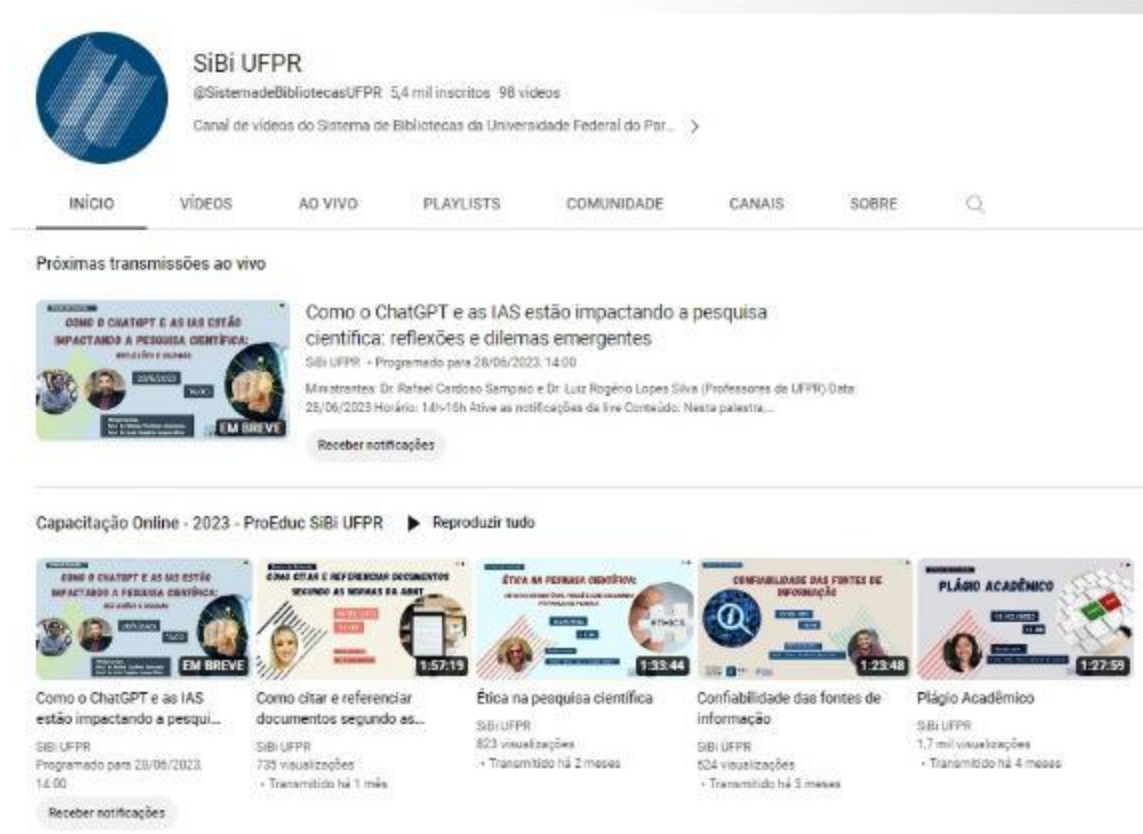 SiBi UFPR
@SistemadeBibliotecasUFPR 5,4 mil inscritos 98 vídeos
Canal de vídeos do Sistema de Bibliotecas da Universidade Federal do Par...
INÍCIO VÍDEOS AO VIVO PLAYLISTS COMUNIDADE CANAIS SOBRE
Próximas transmissões ao vivo
COMO O CHATGPT E AS IAS ESTÃO
IMPACTANDO A PESQUISA CIENTÍFICA:
REFLEXÕES E DILEMAS
EM BREVE
Como o ChatGPT e as IAS estão impactando a pesquisa
científica: reflexões e dilemas emergentes
SiBi UFPR • Programado para 28/06/2023, 14:00
Ministrantes: Dr. Rafael Cardoso Sampaio e Dr. Luiz Rogério Lopes Silva (Professores da UFPR) Data:
28/06/2023 Horário: 14h-16h Ative as notificações da live Conteúdo: Nesta palestra,...
Receber notificações
Capacitação Online - 2023 - ProEduc SiBi UFPR Reproduzir tudo
COMO O CHATGPT E AS IAS ESTÃO
IMPACTANDO A PESQUISA CIENTÍFICA:
EM BREVE
COMO CITAR E REFERENCIAR DOCUMENTOS
SEGUNDO AS NORMAS DA ABNT
1:57:19
ÉTICA NA PESQUISA CIENTÍFICA:
ETHICS
1:33:44
CONFIABILIDADE DAS FONTES DE
INFORMAÇÃO
1:23:48
PLÁGIO ACADÊMICO
1:27:59
Como o ChatGPT e as IAS
estão impactando a pesqui...
SiBi UFPR
Programado para 28/06/2023,
14:00
Receber notificações
Como citar e referenciar
documentos segundo as...
SiBi UFPR
735 visualizações
• Transmitido há 1 mês
Ética na pesquisa científica
SiBi UFPR
823 visualizações
• Transmitido há 2 meses
Confiabilidade das fontes de
informação
SiBi UFPR
624 visualizações
• Transmitido há 3 meses
Plágio Acadêmico
SiBi UFPR
1,7 mil visualizações
• Transmitido há 4 meses